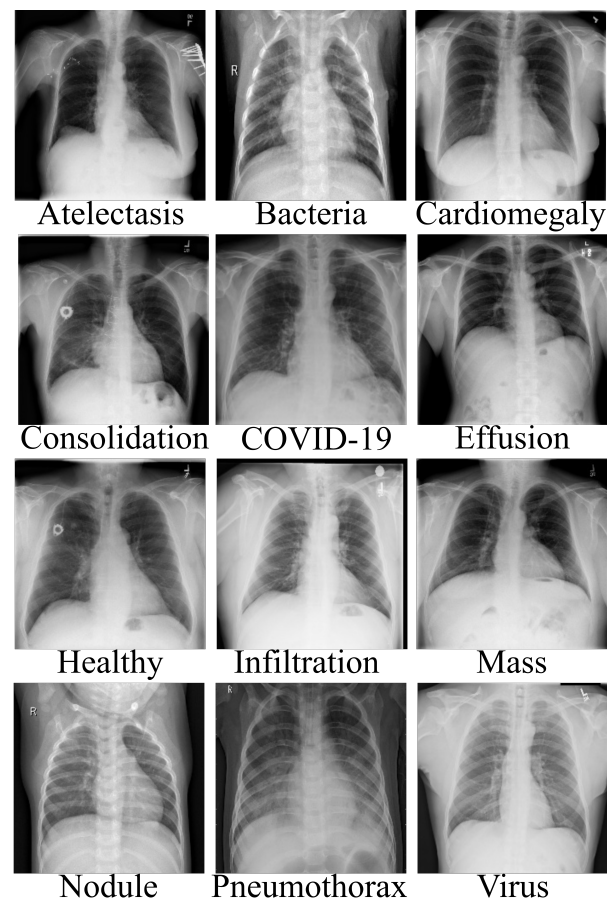 Atelectasis
Bacteria
Cardiomegaly
R
Consolidation
COVID-19
Effusion
Healthy
Infiltration
Mass
R
R
Nodule
Pneumothorax
Virus